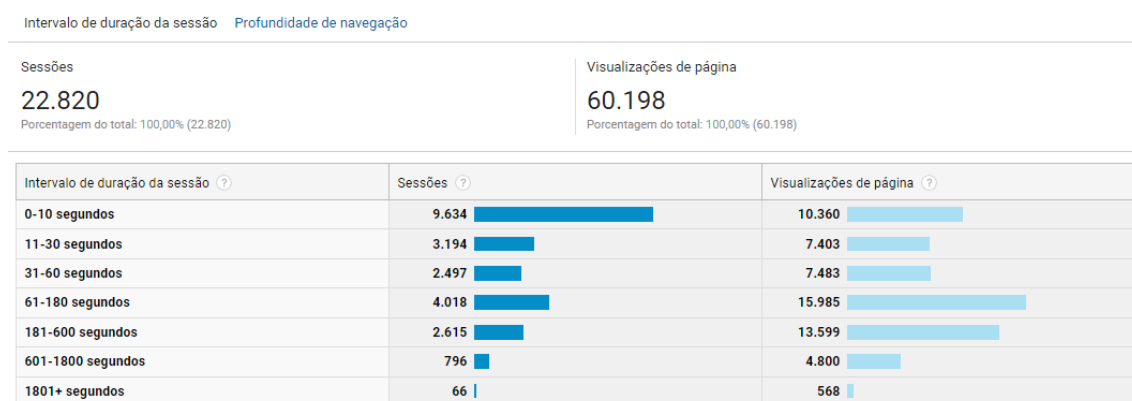 Intervalo de duração da sessão Profundidade de navegação
Sessões Visualizações de página
22.820 60.198
Porcentagem do total: 100,00% (22.820) Porcentagem do total: 100,00% (60.198)
Intervalo de duração da sessão ? Sessões ? Visualizações de página ?
0-10 segundos 9.634 10.360
11-30 segundos 3.194 7.403
31-60 segundos 2.497 7.483
61-180 segundos 4.018 15.985
181-600 segundos 2.615 13.599
601-1800 segundos 796 4.800
1801+ segundos 66 568